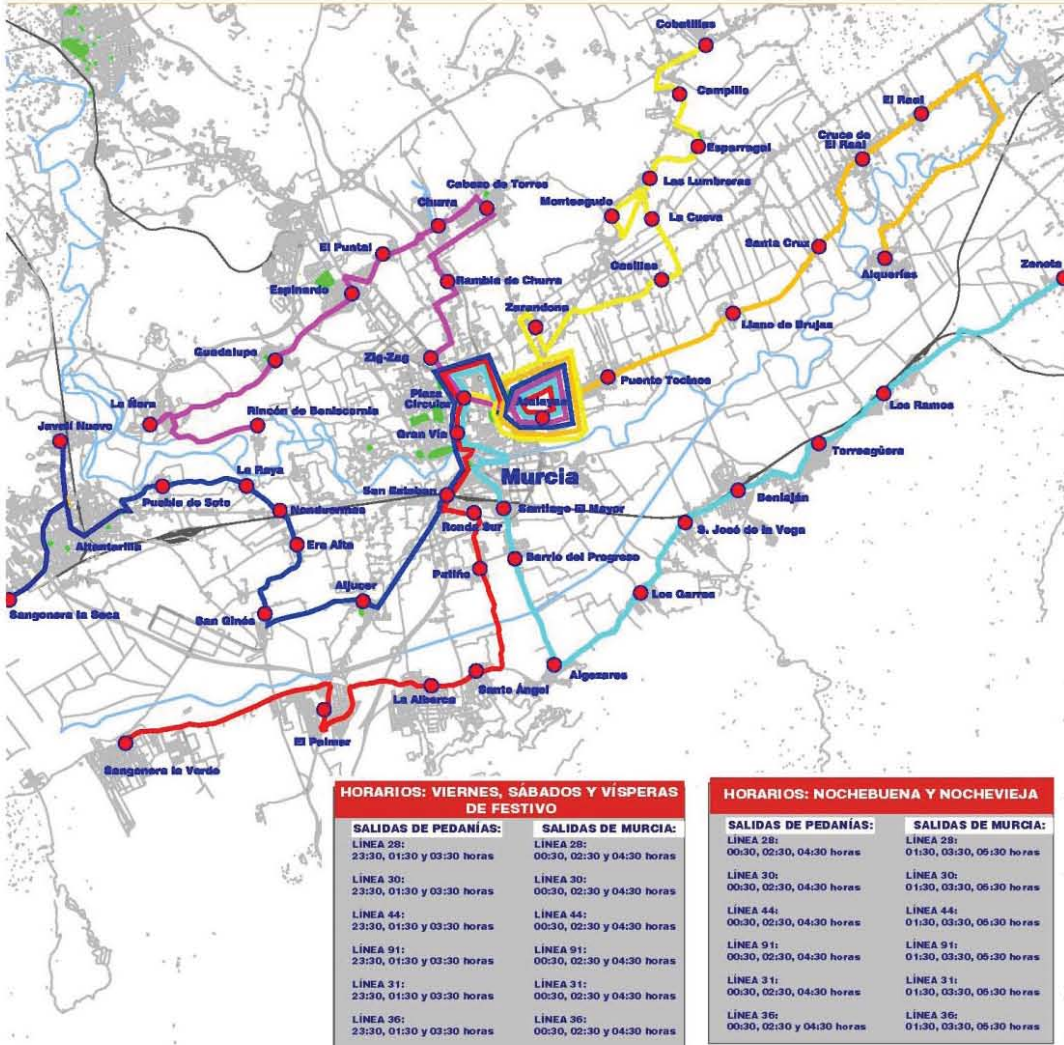 Cobatillas
Campillo
El Raal
Cruce de
El Raal
Esparragal
Las Lumbreras
Cabezo de Torres
Churra
Monteagudo
La Cueva
El Puntal
Santa Cruz
Alquerías
Casillas
Zeneta
Rambla de Churra
Espinardo
Zarandona
Llano de Brujas
Guadalupe
Zig-Zag
Puente Tocinos
Plaza
Circular
Atalayas
Los Ramos
La Ñora
Rincón de Beniscornia
Javalí Nuevo
Gran Vía
Torreagüera
La Raya
Murcia
Puebla de Soto
San Esteban
Beniaján
Nonduermas
Santiago El Mayor
Ronda Sur
S. José de la Vega
Alcantarilla
Era Alta
Barrio del Progreso
Patiño
Aljucer
Los Garres
Sangonera la Seca
San Ginés
Algezares
Santo Ángel
La Alberca
El Palmar
Sangonera la Verde
HORARIOS: VIERNES, SÁBADOS Y VÍSPERAS
DE FESTIVO
SALIDAS DE PEDANÍAS:
LÍNEA 28:
23:30, 01:30 y 03:30 horas
LÍNEA 30:
23:30, 01:30 y 03:30 horas
LÍNEA 44:
23:30, 01:30 y 03:30 horas
LÍNEA 91:
23:30, 01:30 y 03:30 horas
LÍNEA 31:
23:30, 01:30 y 03:30 horas
LÍNEA 36:
23:30, 01:30 y 03:30 horas
SALIDAS DE MURCIA:
LÍNEA 28:
00:30, 02:30 y 04:30 horas
LÍNEA 30:
00:30, 02:30 y 04:30 horas
LÍNEA 44:
00:30, 02:30 y 04:30 horas
LÍNEA 91:
00:30, 02:30 y 04:30 horas
LÍNEA 31:
00:30, 02:30 y 04:30 horas
LÍNEA 36:
00:30, 02:30 y 04:30 horas
HORARIOS: NOCHEBUENA Y NOCHEVIEJA
SALIDAS DE PEDANÍAS:
LÍNEA 28:
00:30, 02:30, 04:30 horas
LÍNEA 30:
00:30, 02:30, 04:30 horas
LÍNEA 44:
00:30, 02:30, 04:30 horas
LÍNEA 91:
00:30, 02:30, 04:30 horas
LÍNEA 31:
00:30, 02:30, 04:30 horas
LÍNEA 36:
00:30, 02:30 y 04:30 horas
SALIDAS DE MURCIA:
LÍNEA 28:
01:30, 03:30, 05:30 horas
LÍNEA 30:
01:30, 03:30, 05:30 horas
LÍNEA 44:
01:30, 03:30, 05:30 horas
LÍNEA 91:
01:30, 03:30, 05:30 horas
LÍNEA 31:
01:30, 03:30, 05:30 horas
LÍNEA 36:
01:30, 03:30, 05:30 horas